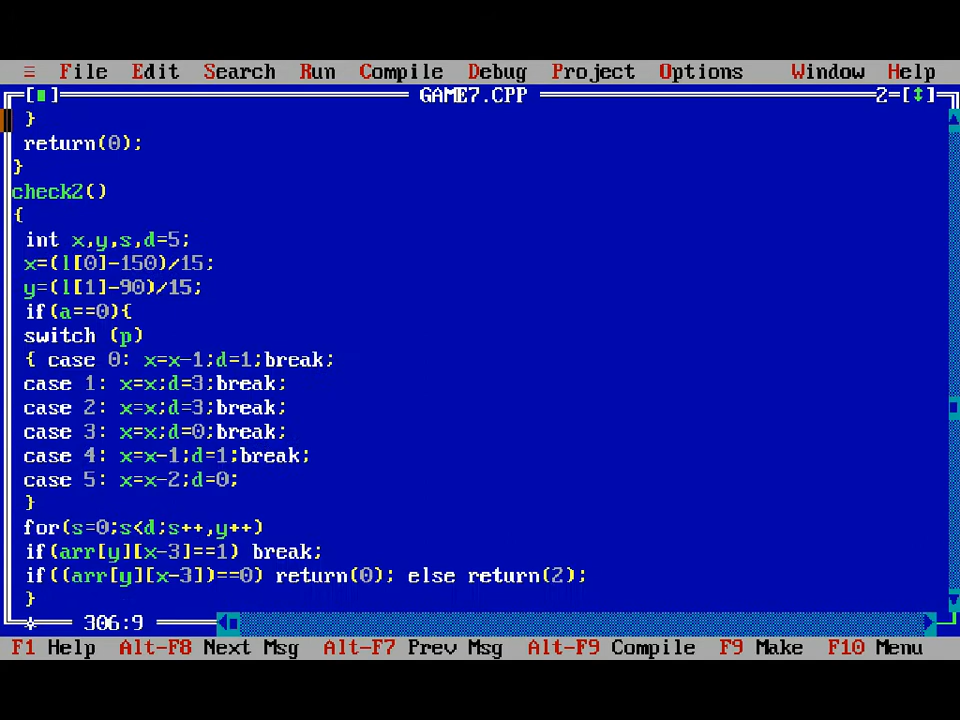 ≡ File Edit Search Run Compile Debug Project Options Window Help
[■] GAME7.CPP 2=[↕]
}
return(0);
}
check2()
{
int x,y,s,d=5;
x=(l[0]-150)/15;
y=(l[1]-90)/15;
if(a==0){
switch (p)
{ case 0: x=x-1;d=1;break;
case 1: x=x;d=3;break;
case 2: x=x;d=3;break;
case 3: x=x;d=0;break;
case 4: x=x-1;d=1;break;
case 5: x=x-2;d=0;
}
for(s=0;s<d;s++,y++)
if(arr[y][x-3]==1) break;
if((arr[y][x-3])==0) return(0); else return(2);
}
306:9
F1 Help Alt-F8 Next Msg Alt-F7 Prev Msg Alt-F9 Compile F9 Make F10 Menu